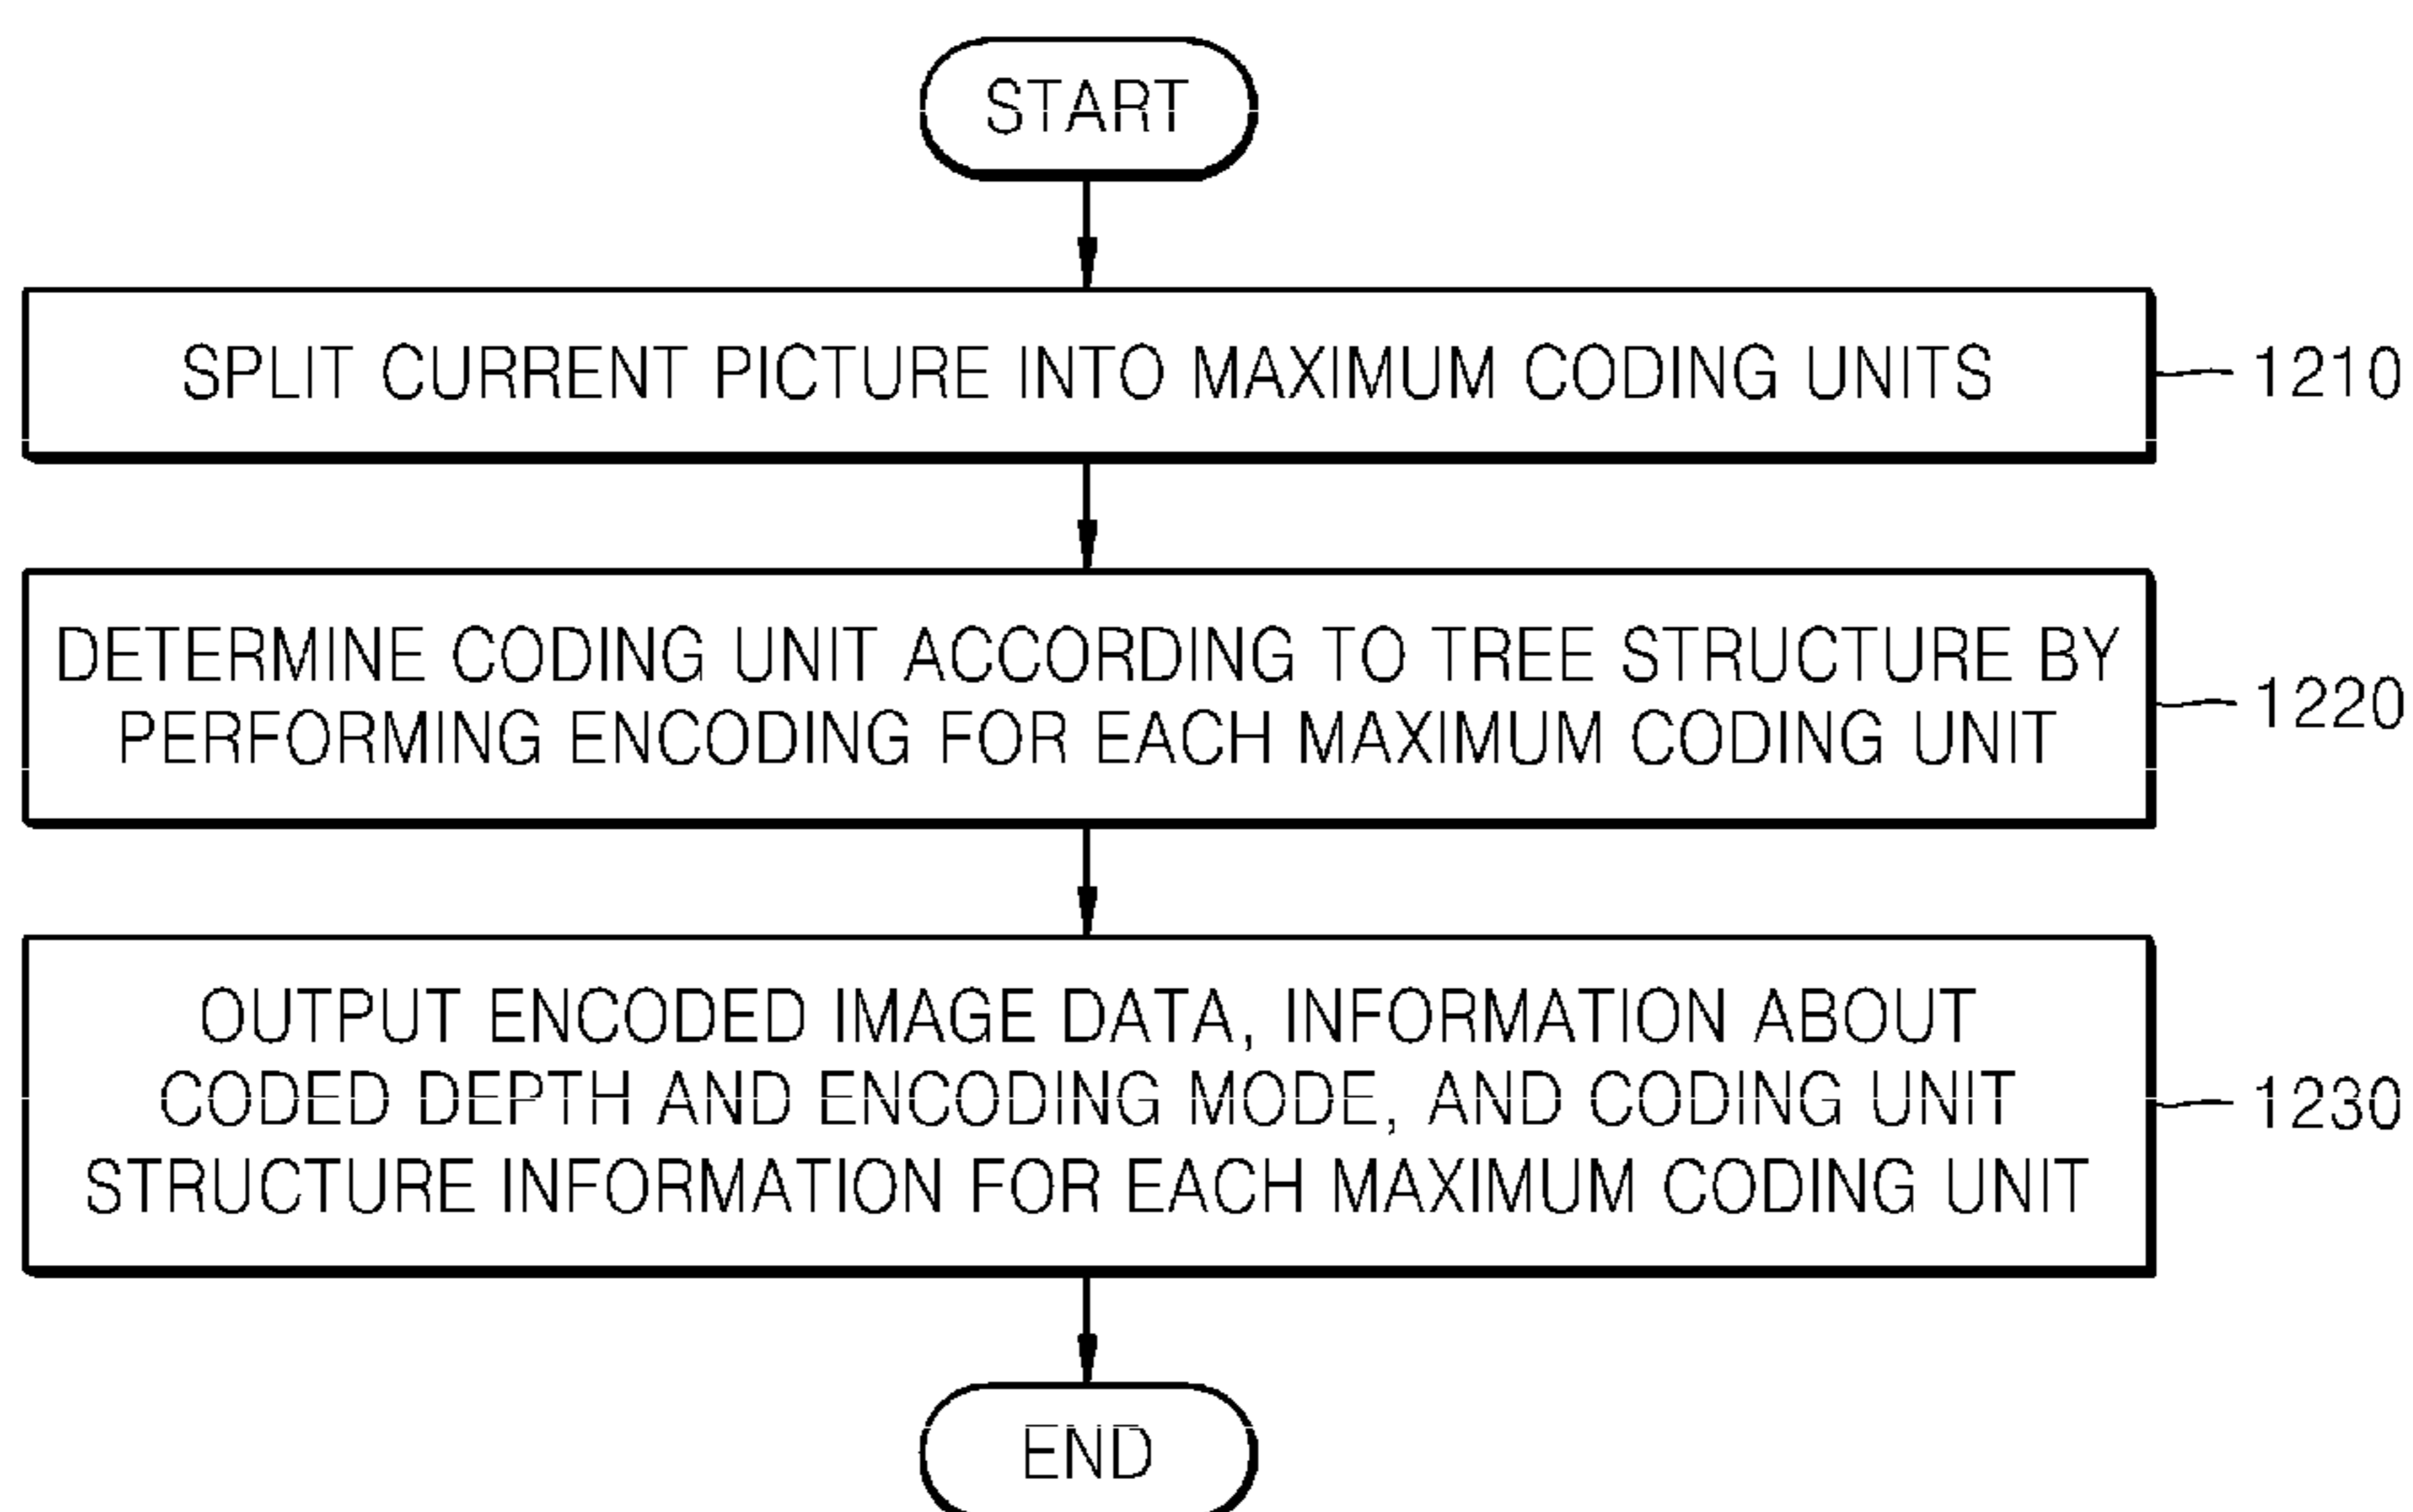 START
SPLIT CURRENT PICTURE INTO MAXIMUM CODING UNITS
1210
DETERMINE CODING UNIT ACCORDING TO TREE STRUCTURE BY
PERFORMING ENCODING FOR EACH MAXIMUM CODING UNIT
1220
OUTPUT ENCODED IMAGE DATA, INFORMATION ABOUT
CODED DEPTH AND ENCODING MODE, AND CODING UNIT
STRUCTURE INFORMATION FOR EACH MAXIMUM CODING UNIT
1230
END